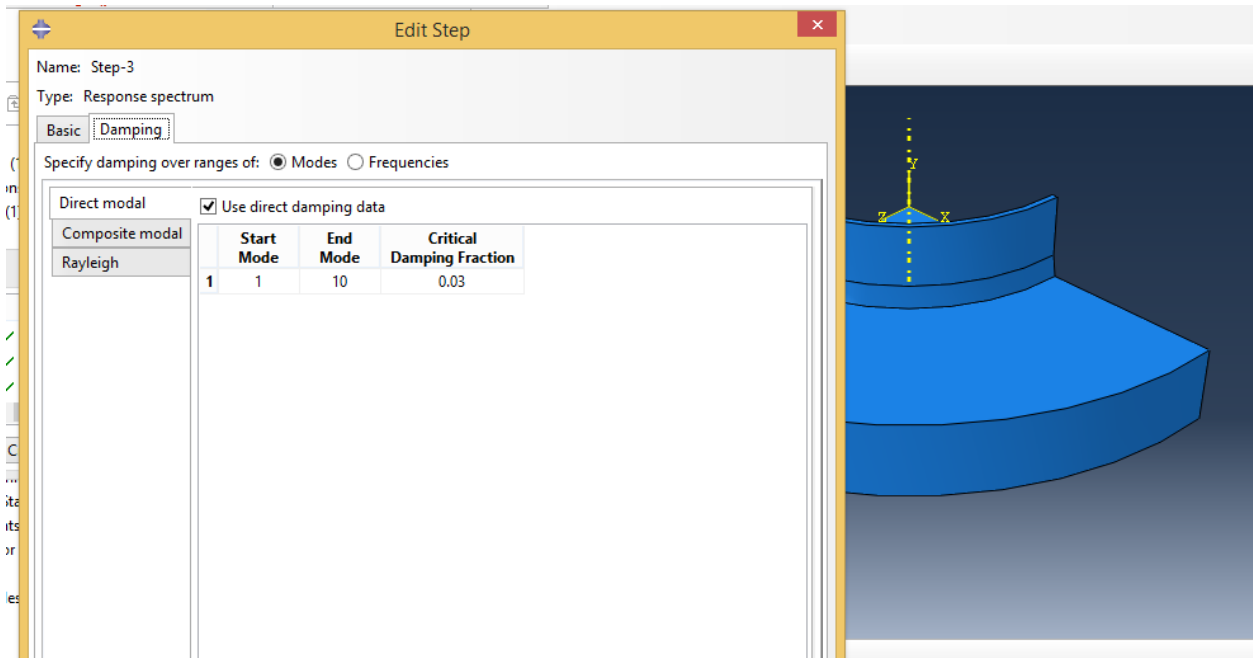 Edit Step
Name: Step-3
Type: Response spectrum
Basic Damping
Specify damping over ranges of: Modes Frequencies
Direct modal
Composite modal
Rayleigh
Use direct damping data
Start Mode End Mode Critical Damping Fraction
1 1 10 0.03
Y
Z X